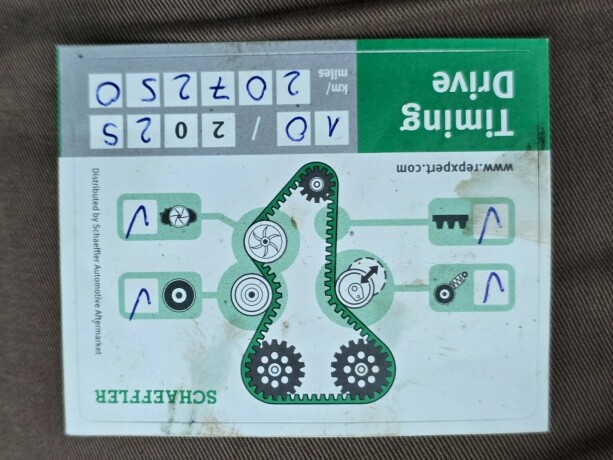 SCHAEFFLER
www.repxpert.com
Timing
Drive
10 / 2025
km/
miles
207250
Distributed by Schaeffler Automotive Aftermarket